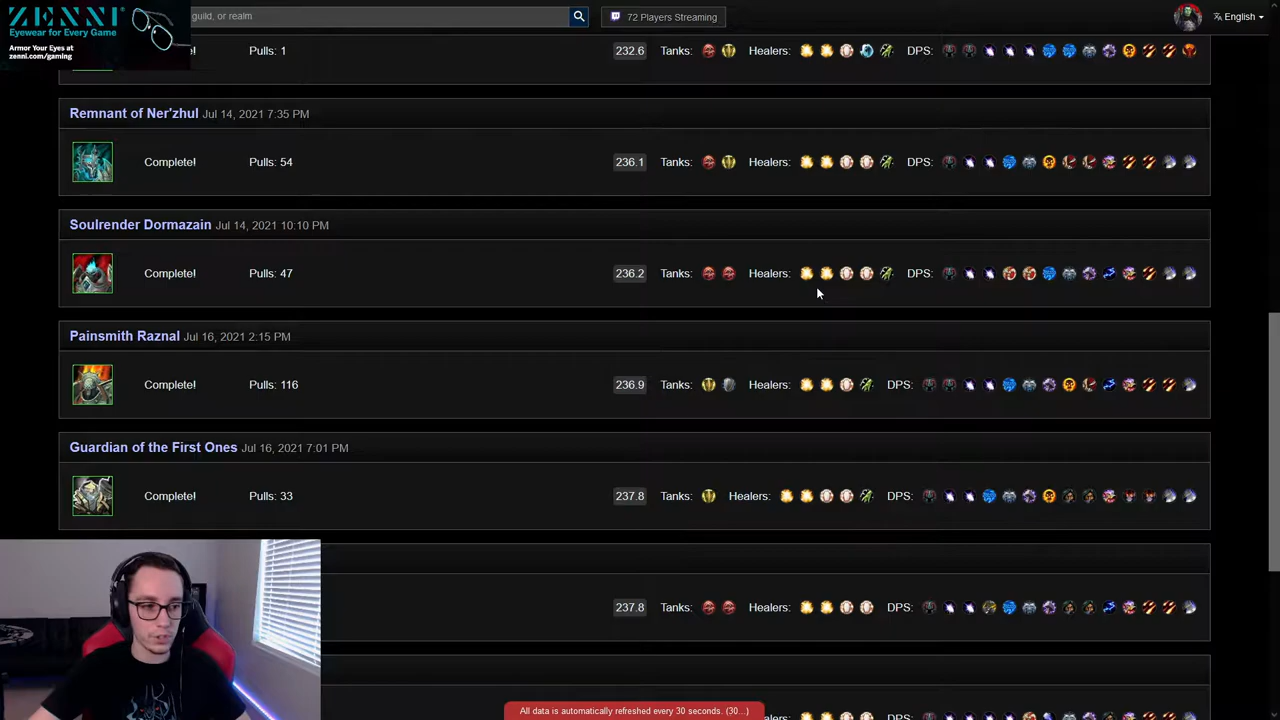 ZENNI®
Eyewear for Every Game
Armor Your Eyes at
zenni.com/gaming
guild, or realm
72 Players Streaming
English
Pulls: 1
232.6 Tanks: Healers: DPS:
Remnant of Ner'zhul Jul 14, 2021 7:35 PM
Complete! Pulls: 54 236.1 Tanks: Healers: DPS:
Soulrender Dormazain Jul 14, 2021 10:10 PM
Complete! Pulls: 47 236.2 Tanks: Healers: DPS:
Painsmith Raznal Jul 16, 2021 2:15 PM
Complete! Pulls: 116 236.9 Tanks: Healers: DPS:
Guardian of the First Ones Jul 16, 2021 7:01 PM
Complete! Pulls: 33 237.8 Tanks: Healers: DPS:
237.8 Tanks: Healers: DPS:
All data is automatically refreshed every 30 seconds. (30...)